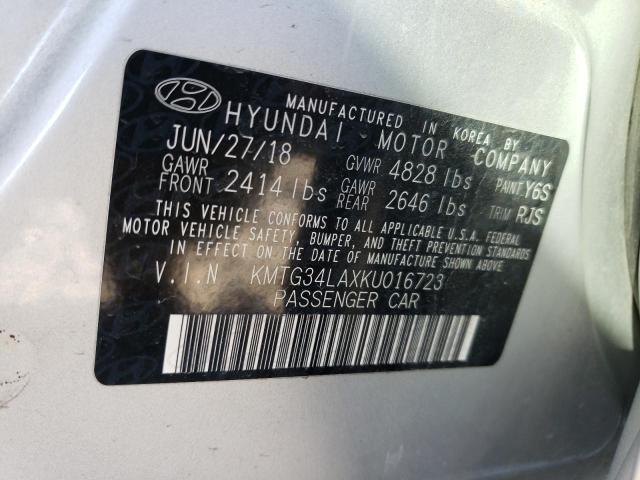 MANUFACTURED IN KOREA BY
HYUNDAI MOTOR COMPANY
JUN/27/18 GVWR 4828 lbs PAINT Y6S
GAWR FRONT 2414 lbs GAWR REAR 2646 lbs TRIM RJS
THIS VEHICLE CONFORMS TO ALL APPLICABLE U.S.A. FEDERAL
MOTOR VEHICLE SAFETY, BUMPER, AND THEFT PREVENTION STANDARDS
IN EFFECT ON THE DATE OF MANUFACTURE SHOWN ABOVE
V.I.N KMTG34LAXKU016723
PASSENGER CAR